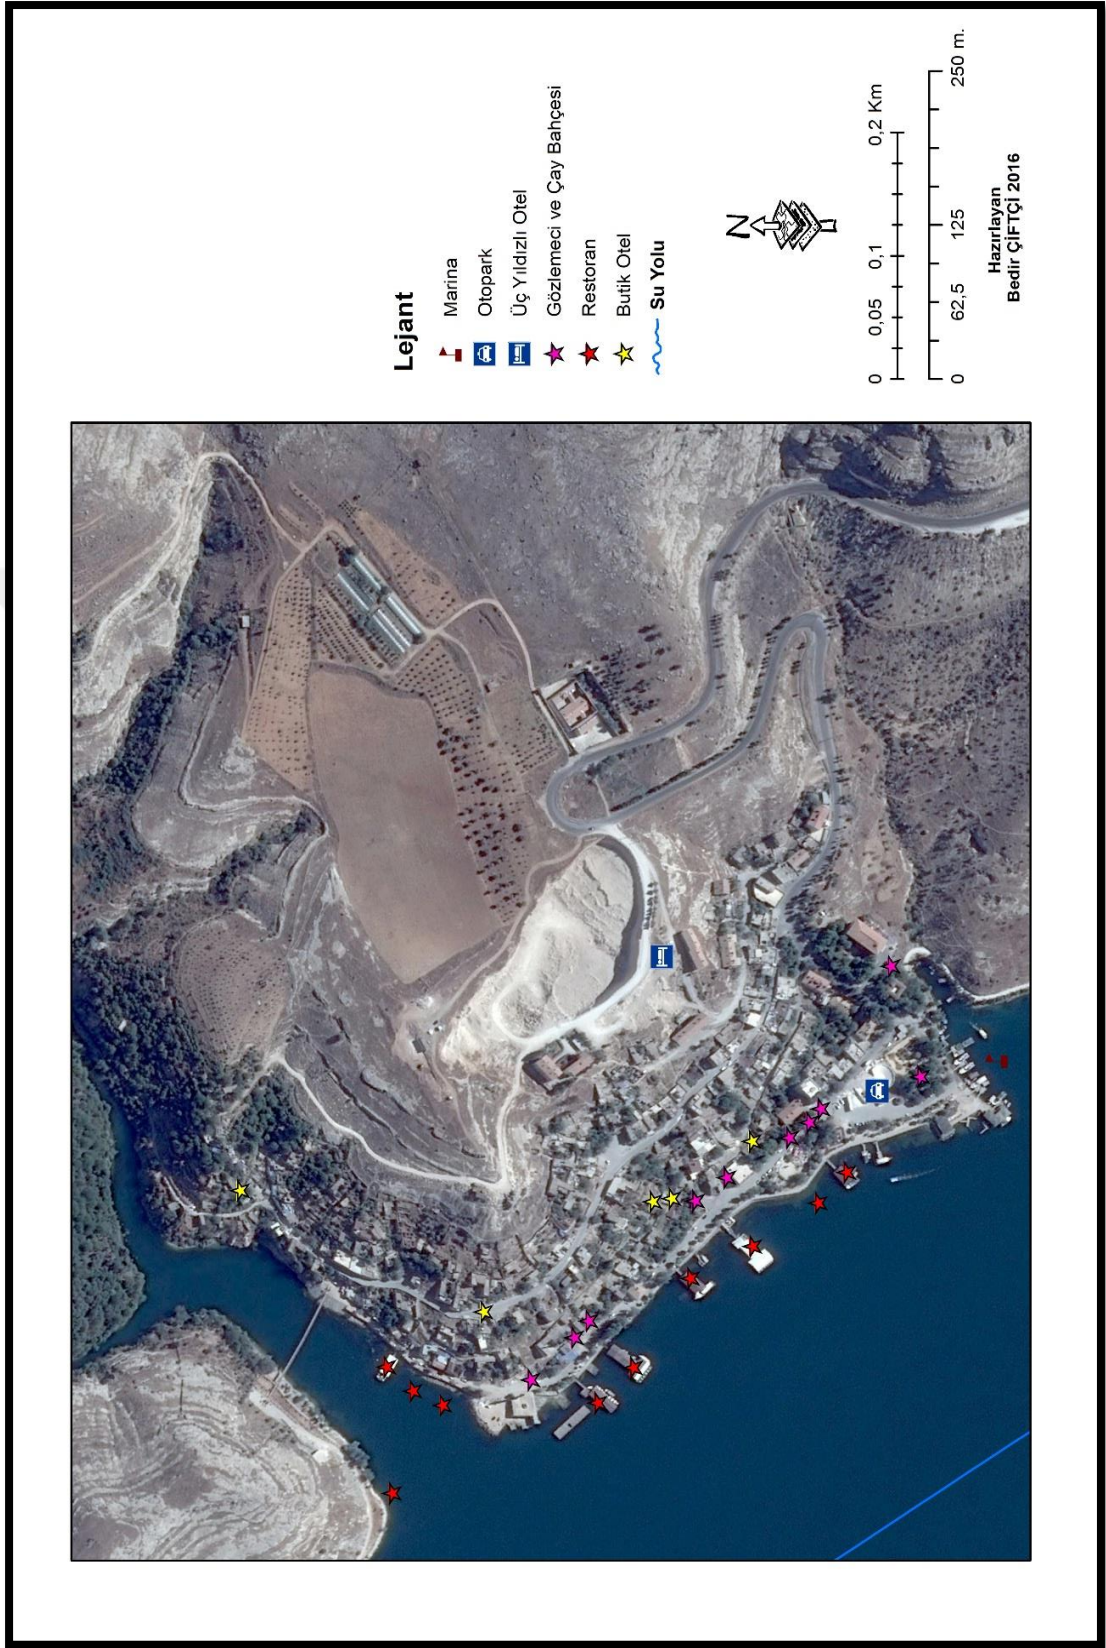 Lejant
Marina
Otopark
Üç Yıldızlı Otel
Gözlemeci ve Çay Bahçesi
Restoran
Butik Otel
Su Yolu
N
0 0,05 0,1 0,2 Km
0 62,5 125 250 m.
Hazırlayan
Bedir ÇİFTÇİ 2016